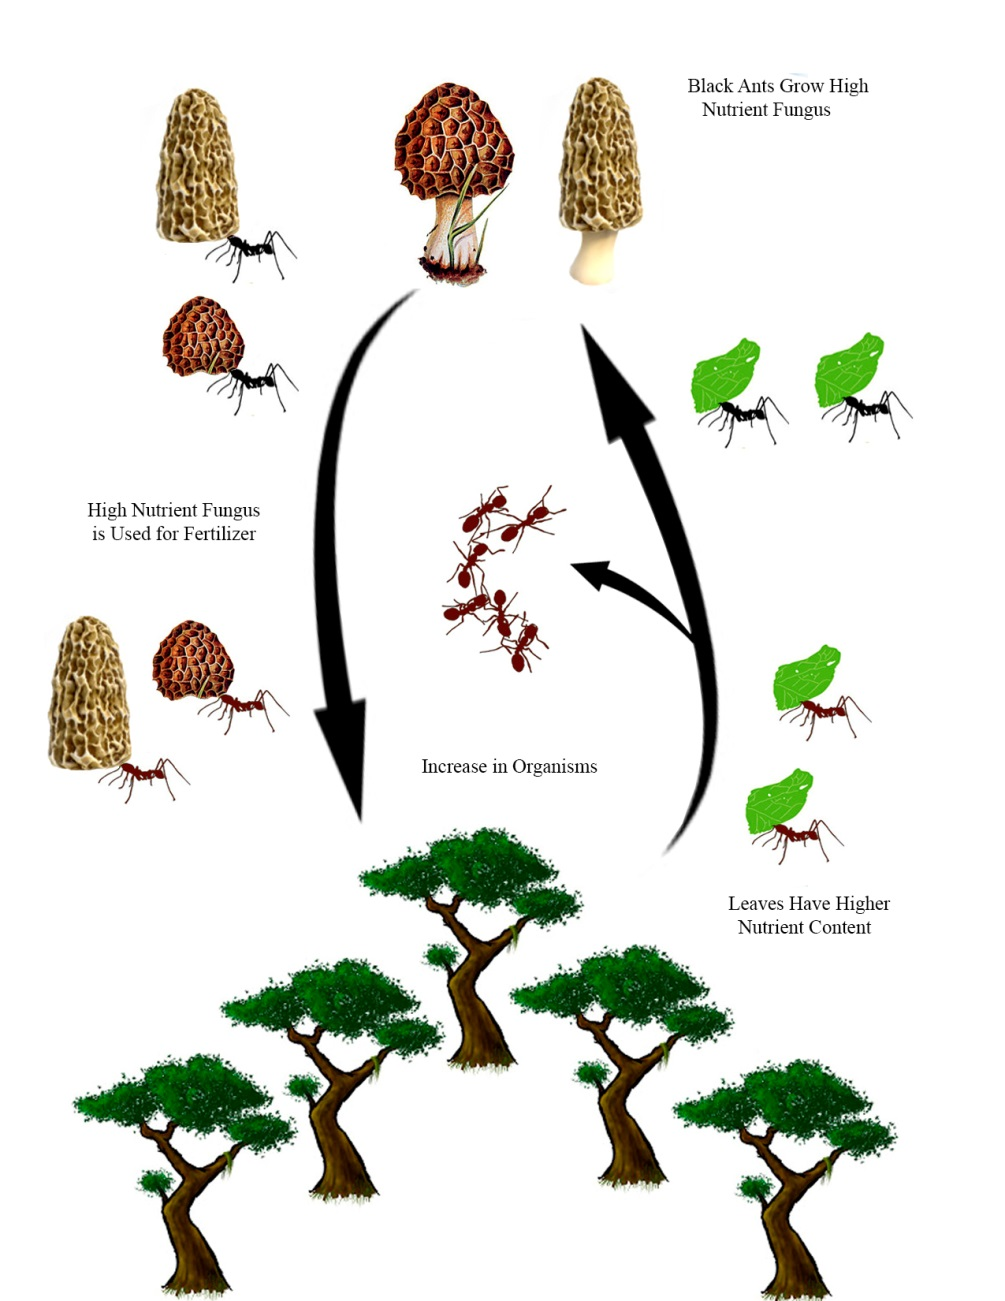 Black Ants Grow High
Nutrient Fungus
High Nutrient Fungus
is Used for Fertilizer
Increase in Organisms
Leaves Have Higher
Nutrient Content